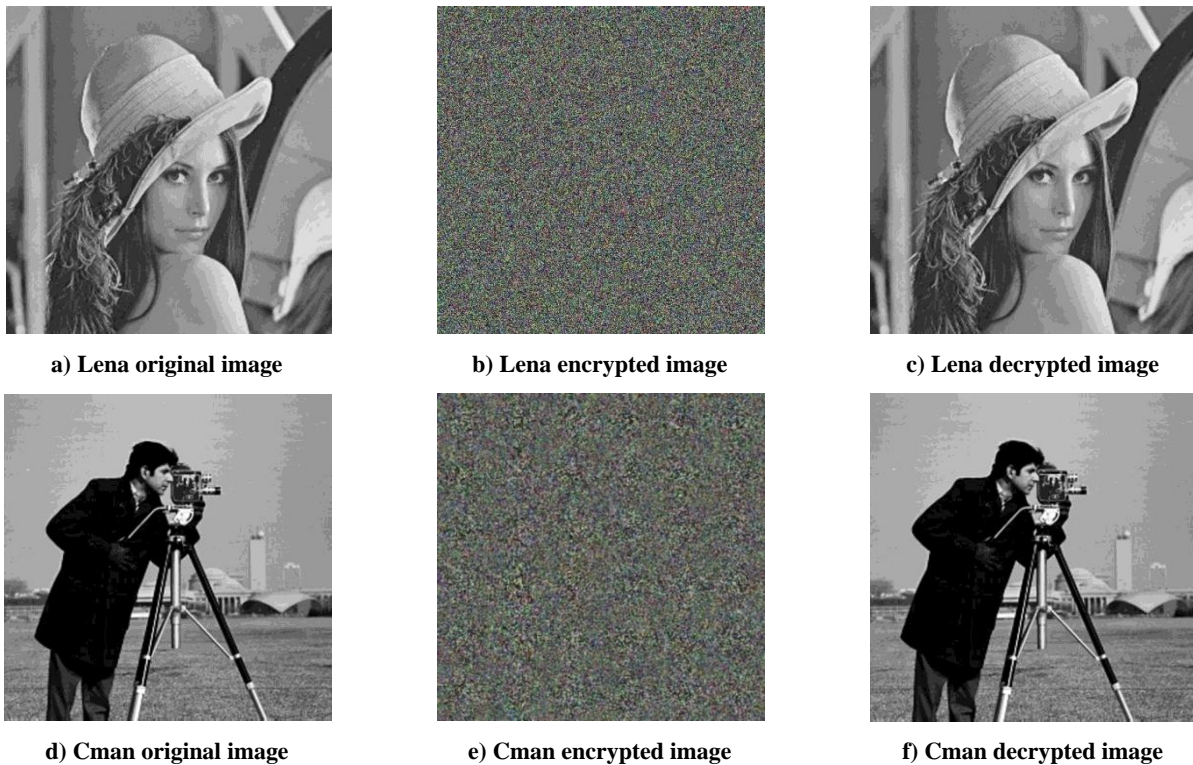 a) Lena original image
b) Lena encrypted image
c) Lena decrypted image
d) Cman original image
e) Cman encrypted image
f) Cman decrypted image